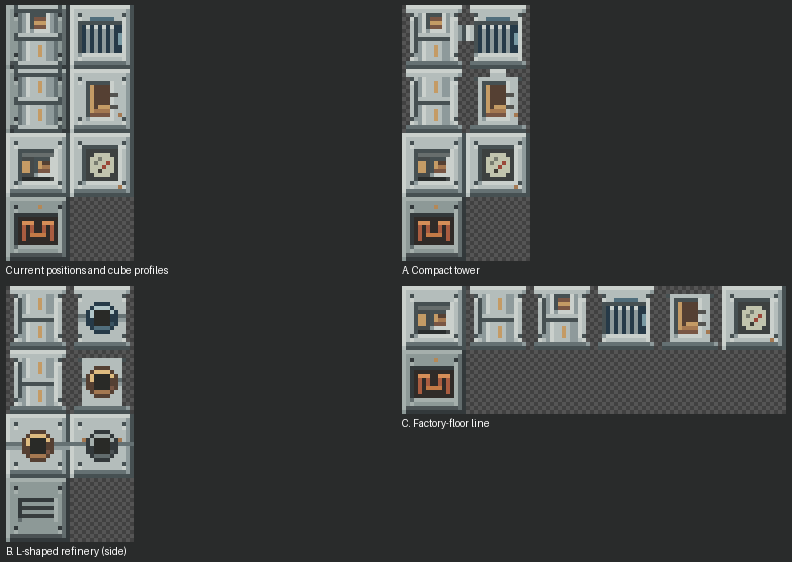 Current positions and cube profiles
A. Compact tower
B. L-shaped refinery (side)
C. Factory-floor line